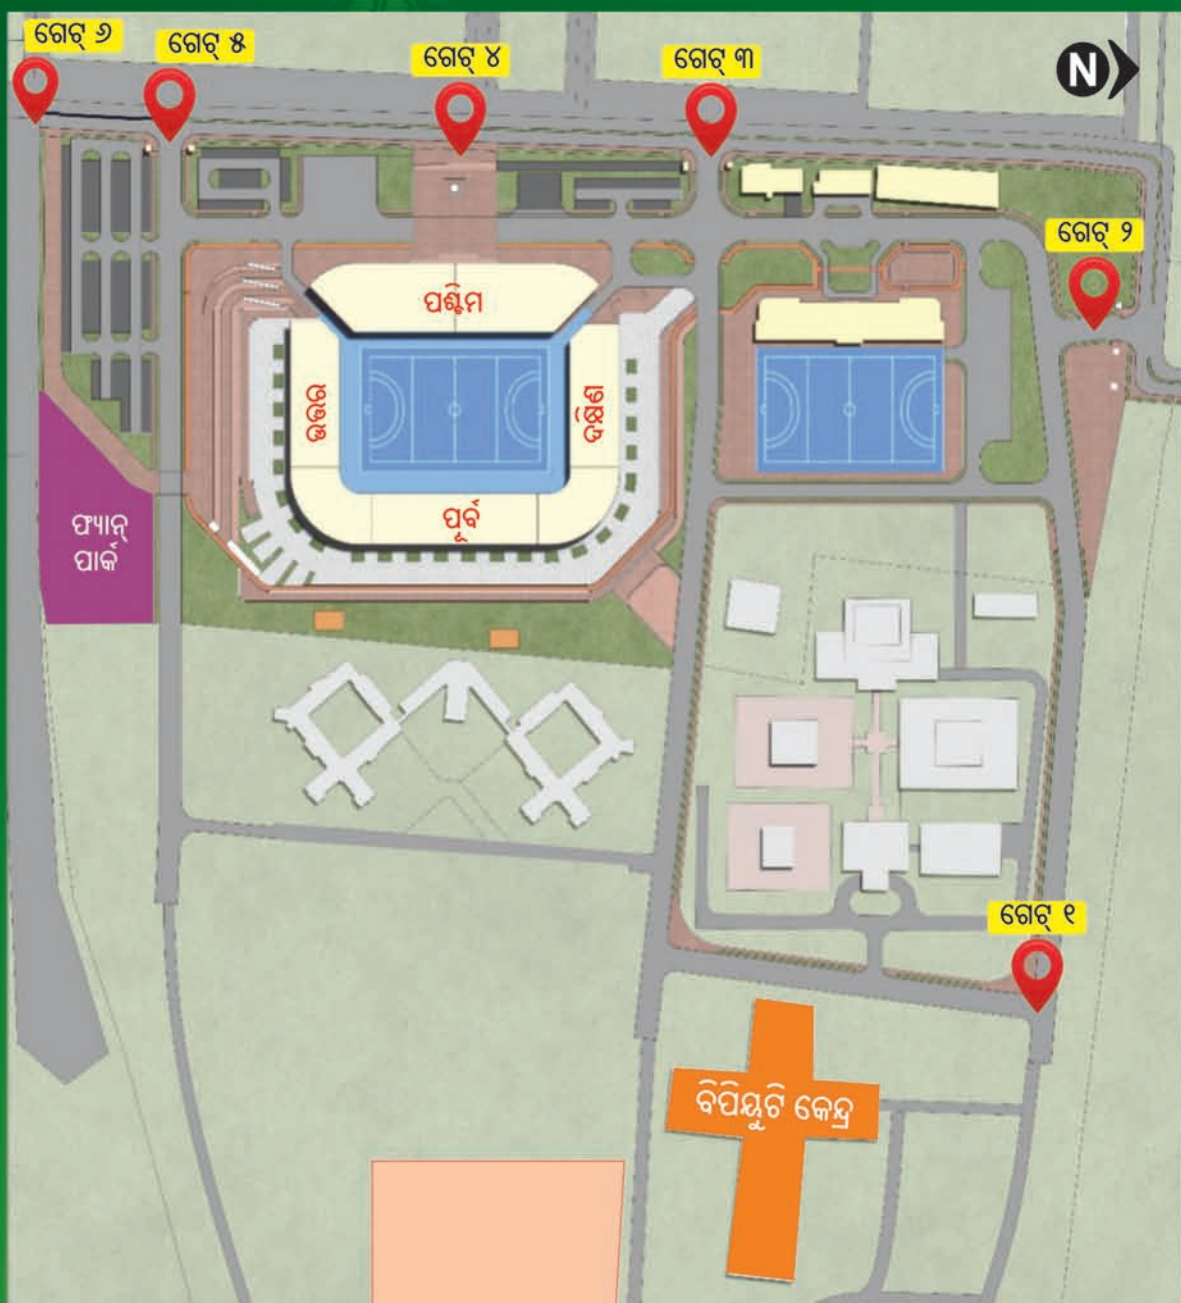 ଗେଟ୍ ୬
ଗେଟ୍ ୫
ଗେଟ୍ ୪
ଗେଟ୍ ୩
N
ଗେଟ୍ ୨
ପଶ୍ଚିମ
ଉତ୍ତର
ଦକ୍ଷିଣ
ପୂର୍ବ
ଫ୍ୟାନ୍
ପାର୍କ
ଗେଟ୍ ୧
ବିପିୟୁଟି କେନ୍ଦ୍ର